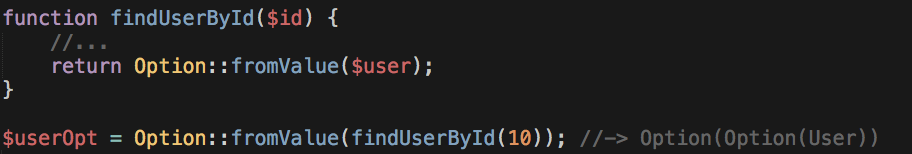 function findUserById($id) {
    //...
    return Option::fromValue($user);
}
$userOpt = Option::fromValue(findUserById(10)); //-> Option(Option(User))